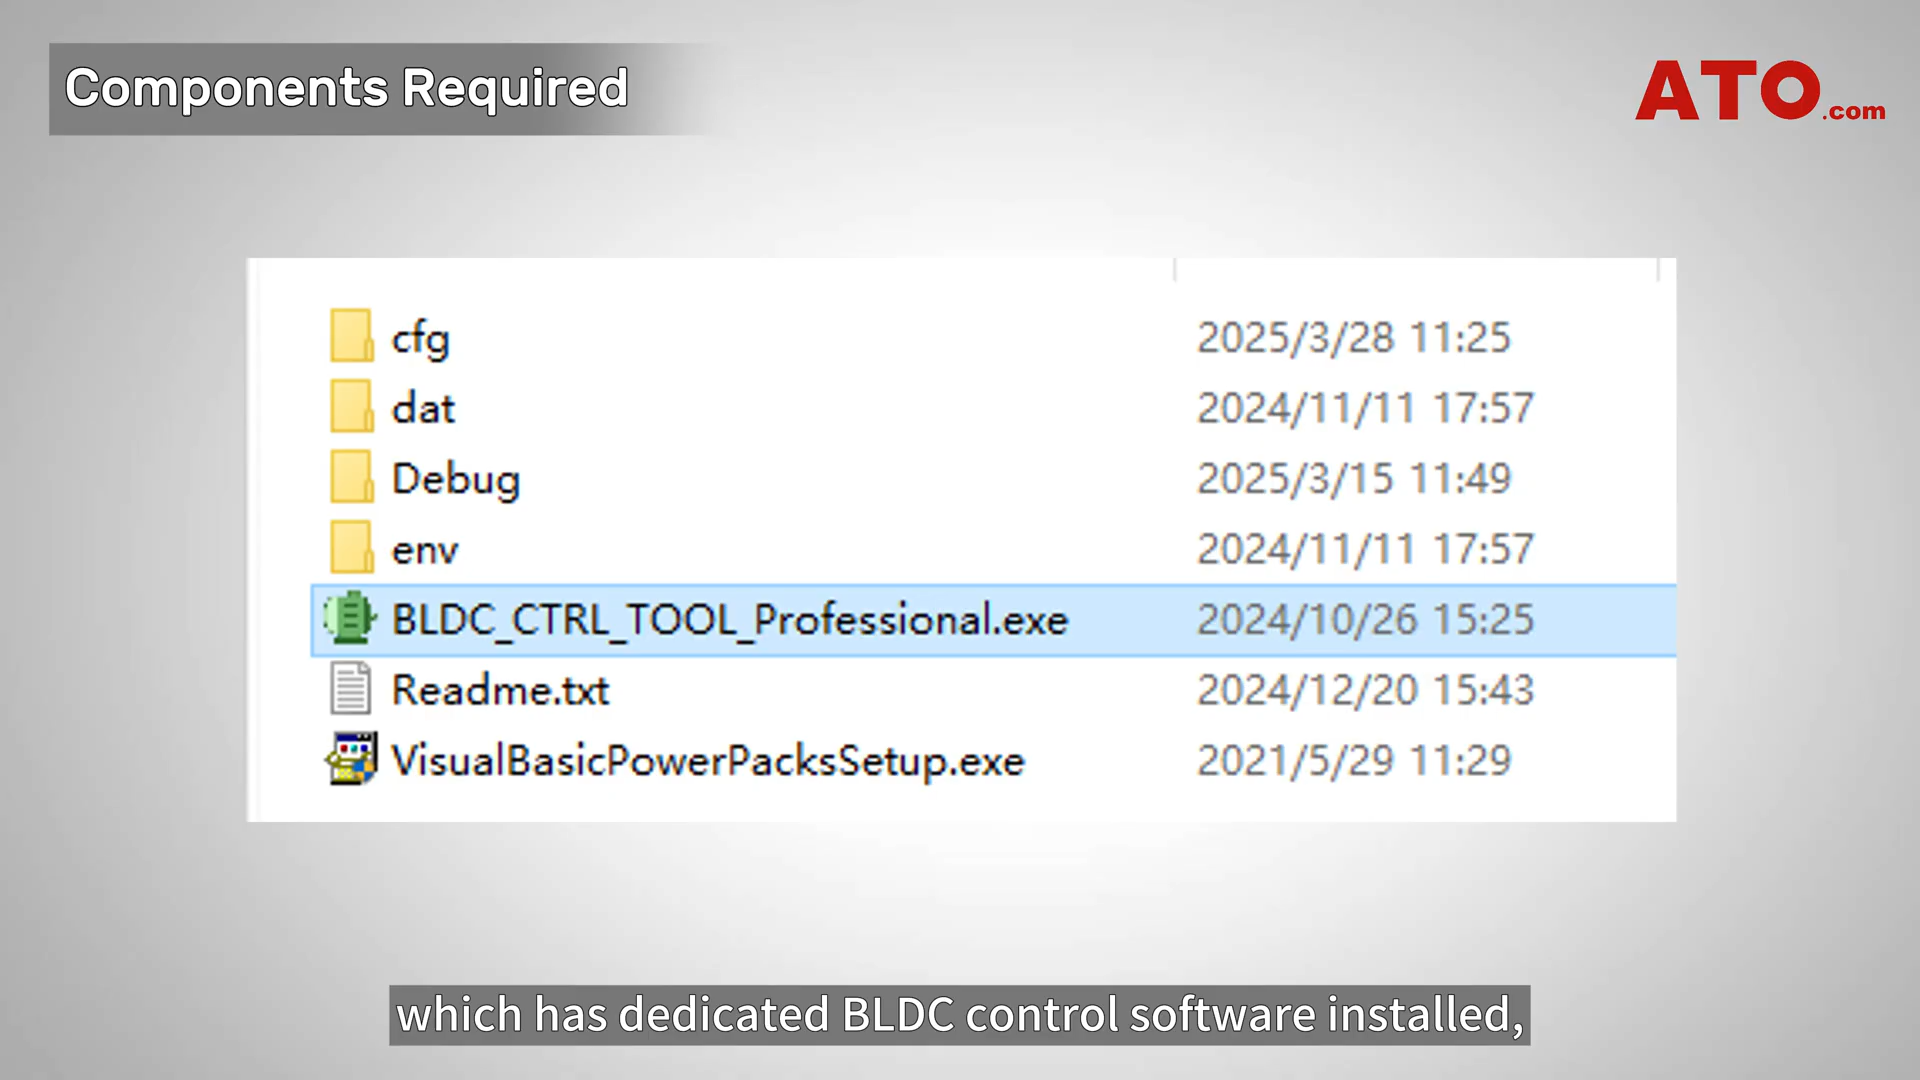 Components Required
ATO.com
cfg 2025/3/28 11:25
dat 2024/11/11 17:57
Debug 2025/3/15 11:49
env 2024/11/11 17:57
BLDC_CTRL_TOOL_Professional.exe 2024/10/26 15:25
Readme.txt 2024/12/20 15:43
VisualBasicPowerPacksSetup.exe 2021/5/29 11:29
which has dedicated BLDC control software installed,